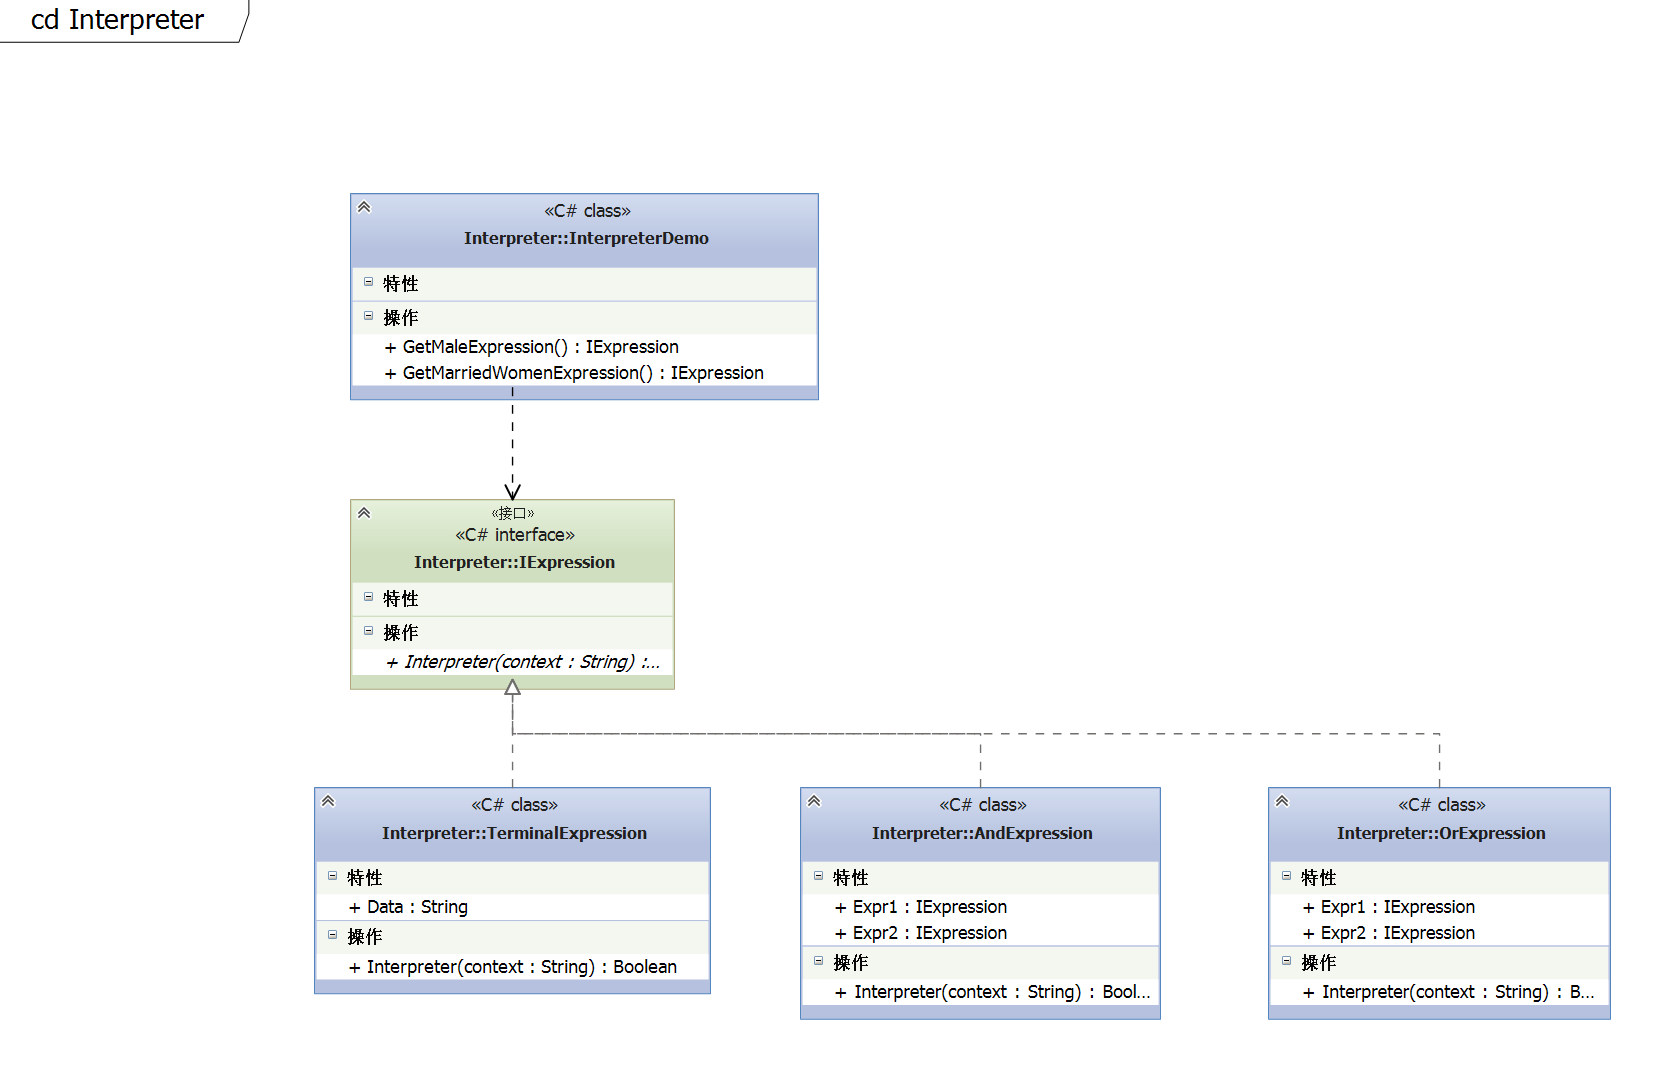 cd Interpreter
«C# class»
Interpreter::InterpreterDemo
特性
操作
+ GetMaleExpression() : IExpression
+ GetMarriedWomenExpression() : IExpression
«接口»
«C# interface»
Interpreter::IExpression
特性
操作
+ Interpreter(context : String) :...
«C# class»
Interpreter::TerminalExpression
特性
+ Data : String
操作
+ Interpreter(context : String) : Boolean
«C# class»
Interpreter::AndExpression
特性
+ Expr1 : IExpression
+ Expr2 : IExpression
操作
+ Interpreter(context : String) : Bool...
«C# class»
Interpreter::OrExpression
特性
+ Expr1 : IExpression
+ Expr2 : IExpression
操作
+ Interpreter(context : String) : B...